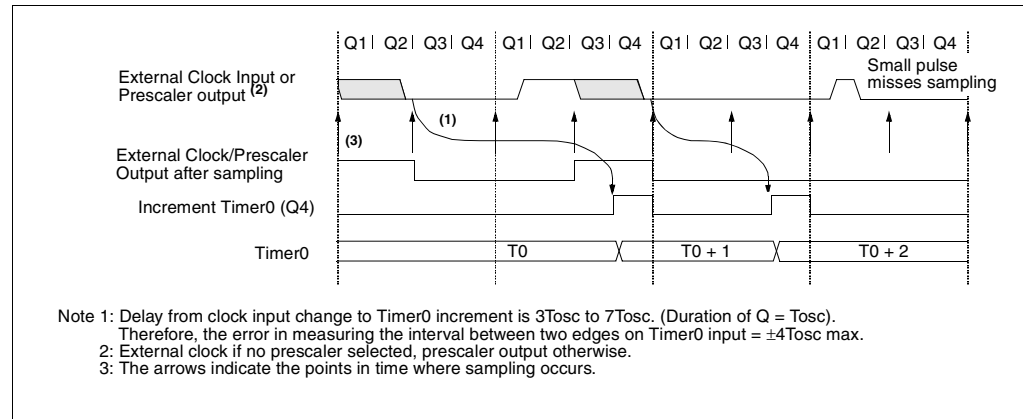 Q1 Q2 Q3 Q4 Q1 Q2 Q3 Q4 Q1 Q2 Q3 Q4 Q1 Q2 Q3 Q4
External Clock Input or
Prescaler output (2)
Small pulse
misses sampling
(1)
(3)
External Clock/Prescaler
Output after sampling
Increment Timer0 (Q4)
Timer0 T0 T0 + 1 T0 + 2
Note 1: Delay from clock input change to Timer0 increment is 3Tosc to 7Tosc. (Duration of Q = Tosc).
Therefore, the error in measuring the interval between two edges on Timer0 input = ±4Tosc max.
2: External clock if no prescaler selected, prescaler output otherwise.
3: The arrows indicate the points in time where sampling occurs.